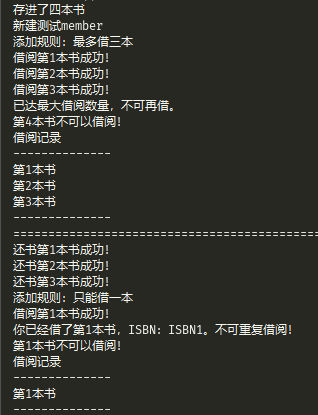 存进了四本书
新建测试member
添加规则: 最多借三本
借阅第1本书成功!
借阅第2本书成功!
借阅第3本书成功!
已达最大借阅数量, 不可再借。
第4本书不可以借阅!
借阅记录
--------------
第1本书
第2本书
第3本书
--------------
============================================
还书第1本书成功!
还书第2本书成功!
还书第3本书成功!
添加规则: 只能借一本
借阅第1本书成功!
你已经借了第1本书, ISBN: ISBN1。不可重复借阅!
第1本书不可以借阅!
借阅记录
--------------
第1本书
--------------